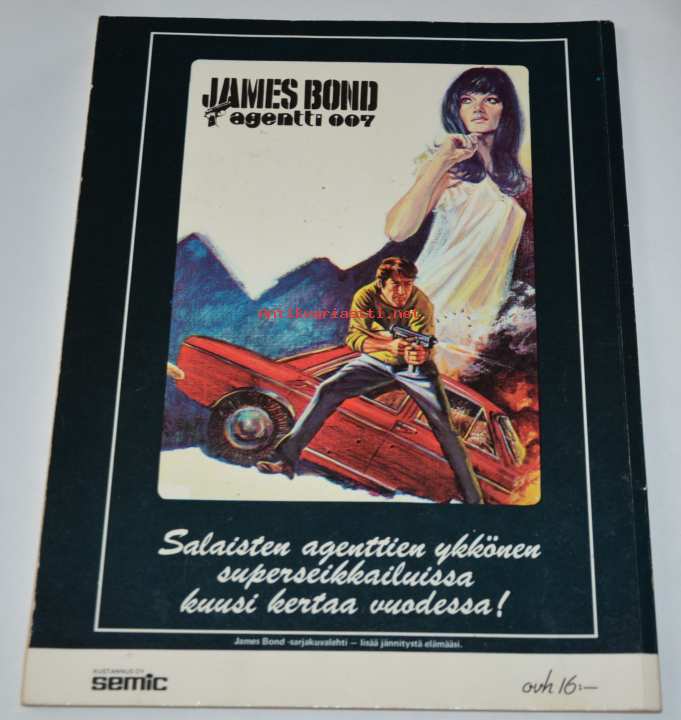 JAMES BOND
agentti 007
antikvariaatti.net
Salaisten agenttien ykkönen
superseikkailuissa
kuusi kertaa vuodessa!
James Bond -sarjakuvalehti — lisää jännitystä elämääsi.
KUSTANNUS OY
semic
ovh 16:—